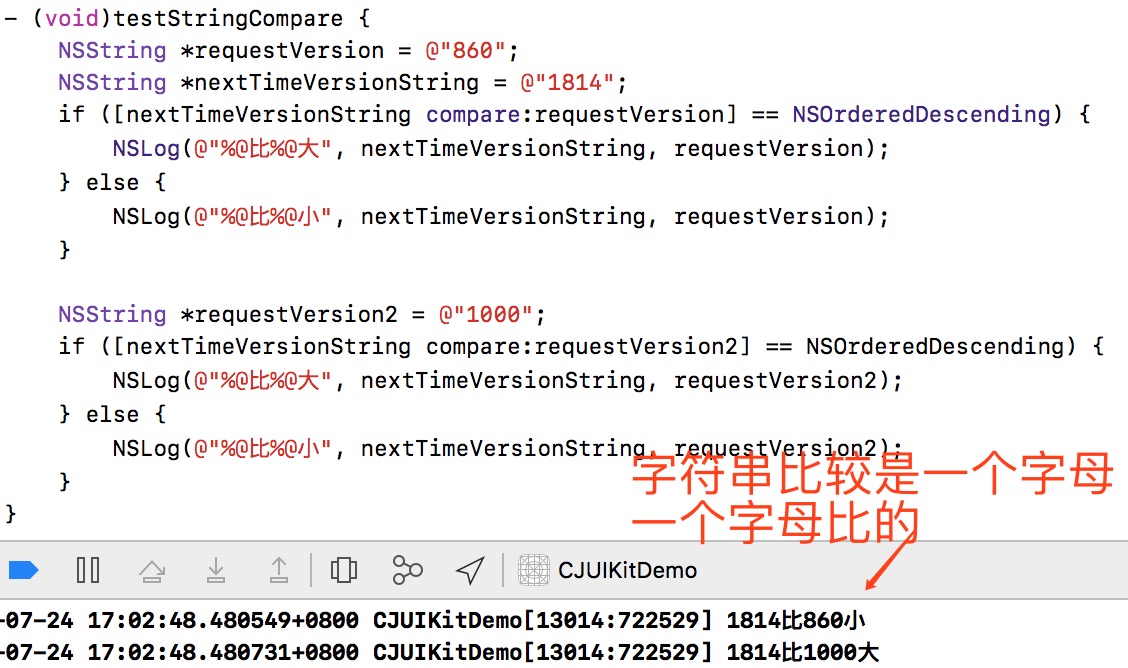 - (void)testStringCompare {
NSString *requestVersion = @"860";
NSString *nextTimeVersionString = @"1814";
if ([nextTimeVersionString compare:requestVersion] == NSOrderedDescending) {
NSLog(@"%@比%@大", nextTimeVersionString, requestVersion);
} else {
NSLog(@"%@比%@小", nextTimeVersionString, requestVersion);
}
NSString *requestVersion2 = @"1000";
if ([nextTimeVersionString compare:requestVersion2] == NSOrderedDescending) {
NSLog(@"%@比%@大", nextTimeVersionString, requestVersion2);
} else {
NSLog(@"%@比%@小", nextTimeVersionString, requestVersion2);
}
字符串比较是一个字母
一个字母比的
}
CJUIKitDemo
-07-24 17:02:48.480549+0800 CJUIKitDemo[13014:722529] 1814比860小
-07-24 17:02:48.480731+0800 CJUIKitDemo[13014:722529] 1814比1000大